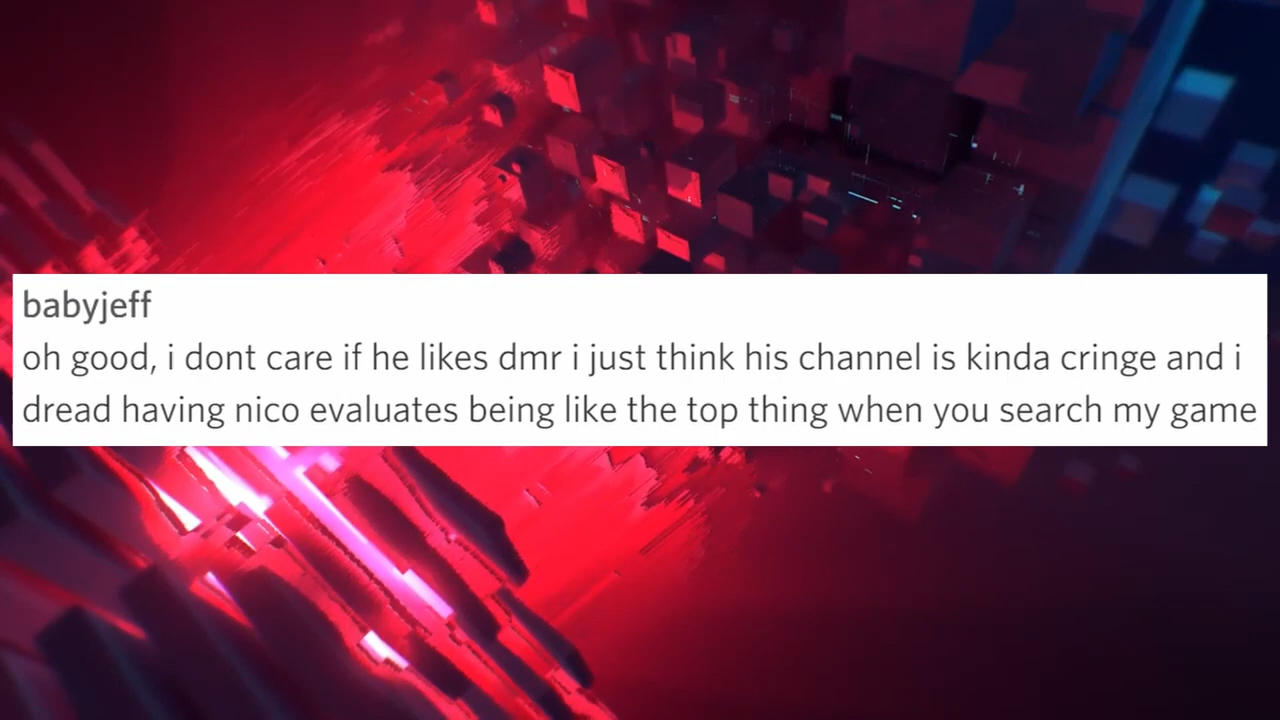 babyjeff
oh good, i dont care if he likes dmr i just think his channel is kinda cringe and i
dread having nico evaluates being like the top thing when you search my game